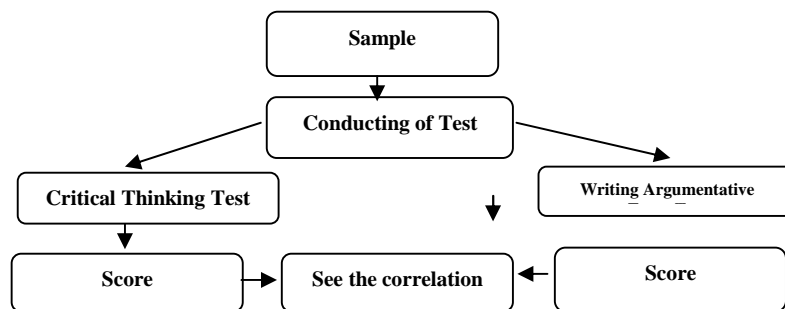 Sample
Conducting of Test
Critical Thinking Test
Writing Argumentative
Score
See the correlation
Score